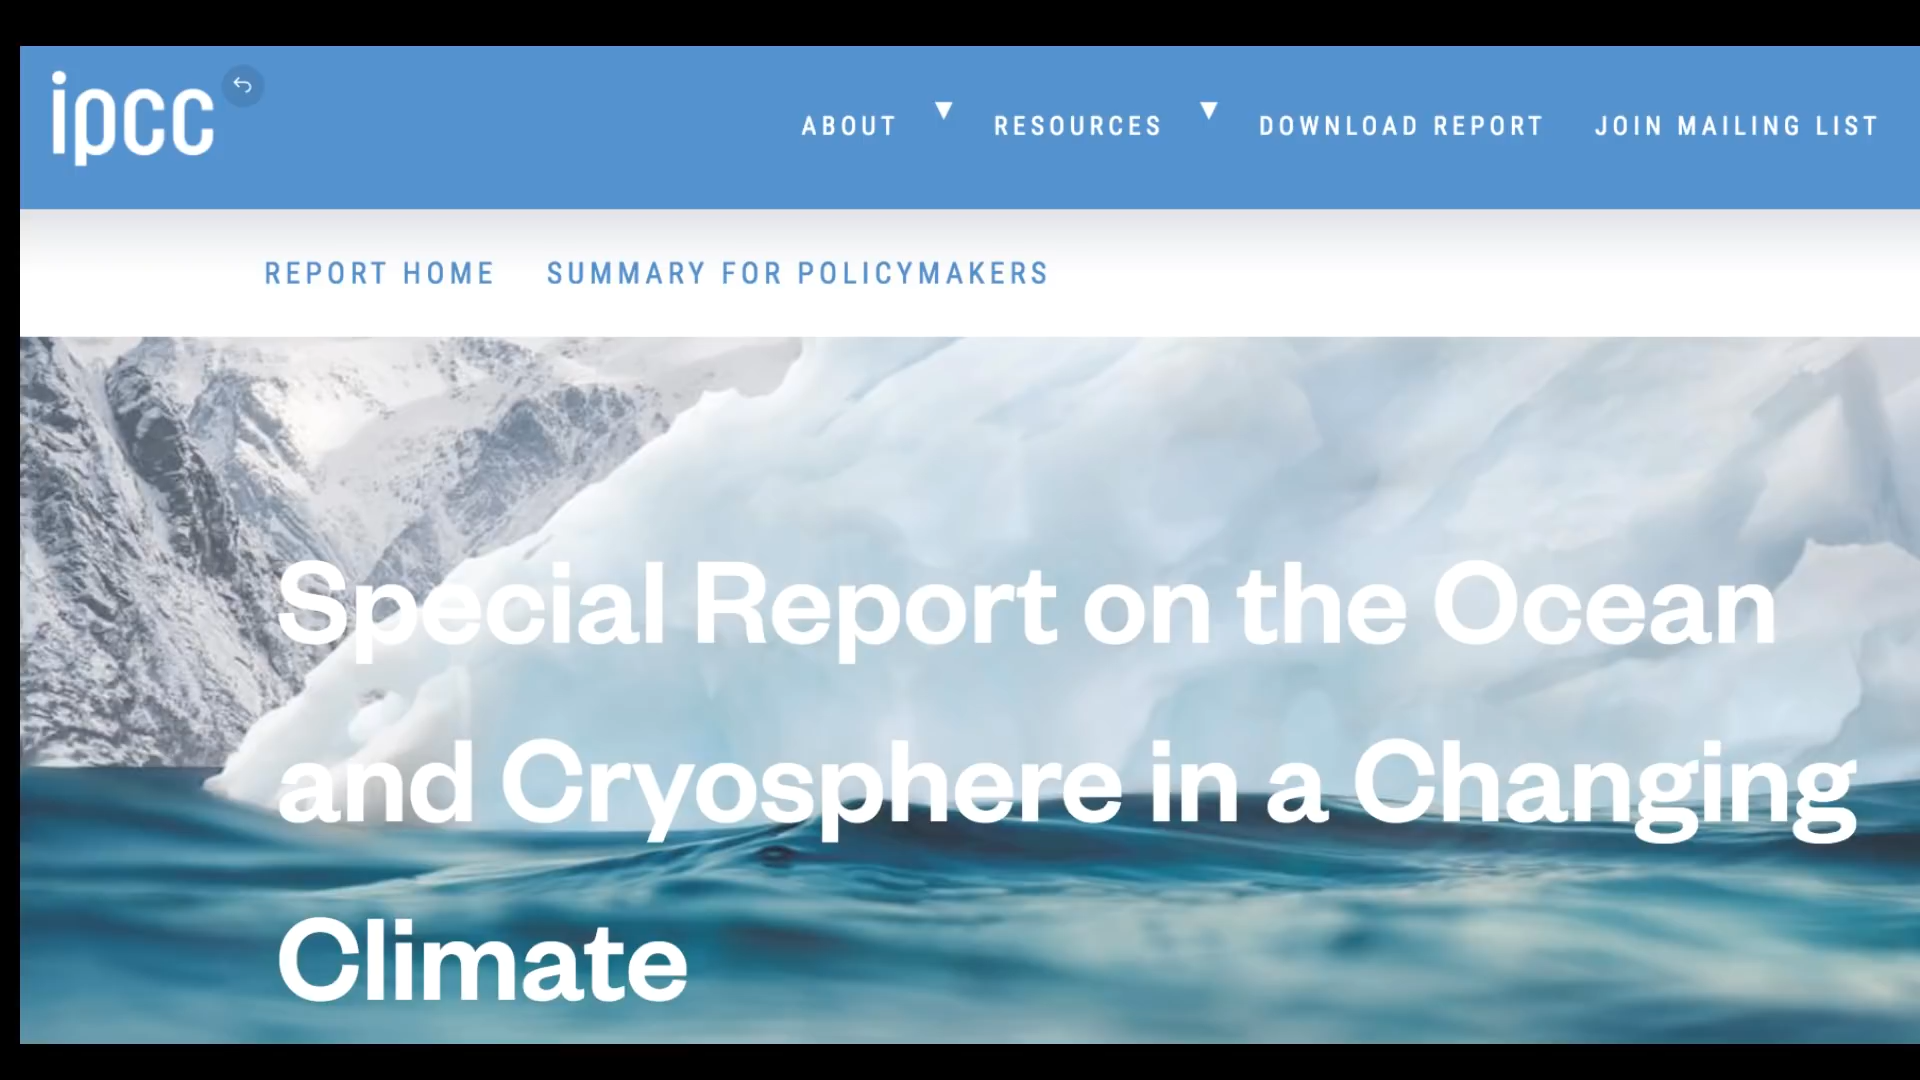 ipcc
ABOUT ▼ RESOURCES ▼ DOWNLOAD REPORT JOIN MAILING LIST
REPORT HOME SUMMARY FOR POLICYMAKERS
Special Report on the Ocean
and Cryosphere in a Changing
Climate